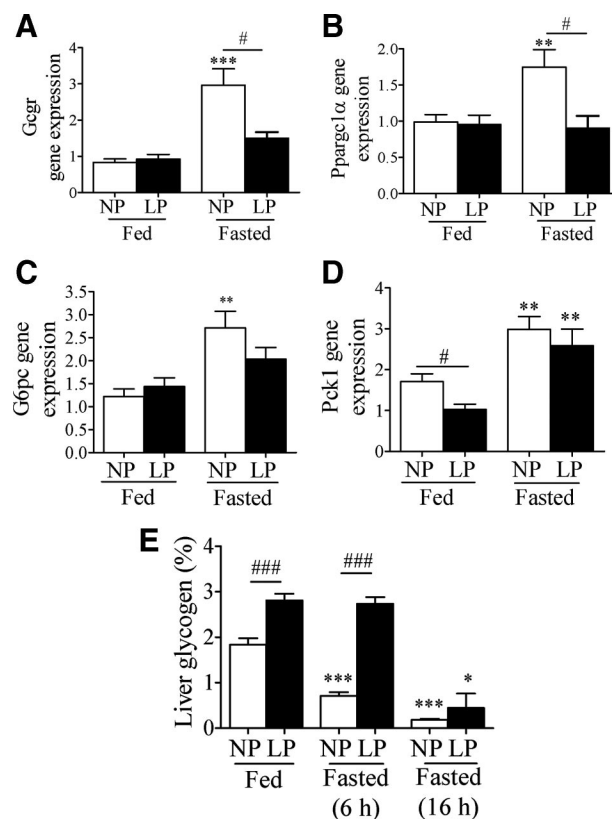 A
Gcgr
gene expression
4
3
2
1
0
***
#
NP LP NP LP
Fed Fasted
B
Ppargc1α gene
expression
2.0
1.5
1.0
0.5
0.0
**
#
NP LP NP LP
Fed Fasted
C
G6pc gene
expression
3.5
3.0
2.5
2.0
1.5
1.0
0.5
0.0
**
NP LP NP LP
Fed Fasted
D
Pck1 gene
expression
4
3
2
1
0
#
** **
NP LP NP LP
Fed Fasted
E
Liver glycogen (%)
4
3
2
1
0
### ###
*** *** *
NP LP NP LP NP LP
Fed Fasted Fasted
(6 h) (16 h)